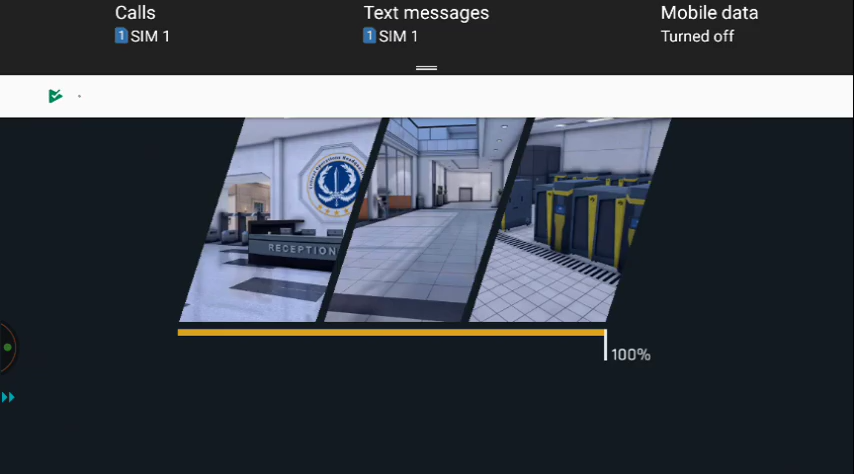 Calls
1 SIM 1
Text messages
1 SIM 1
Mobile data
Turned off
RECEPTION
100%